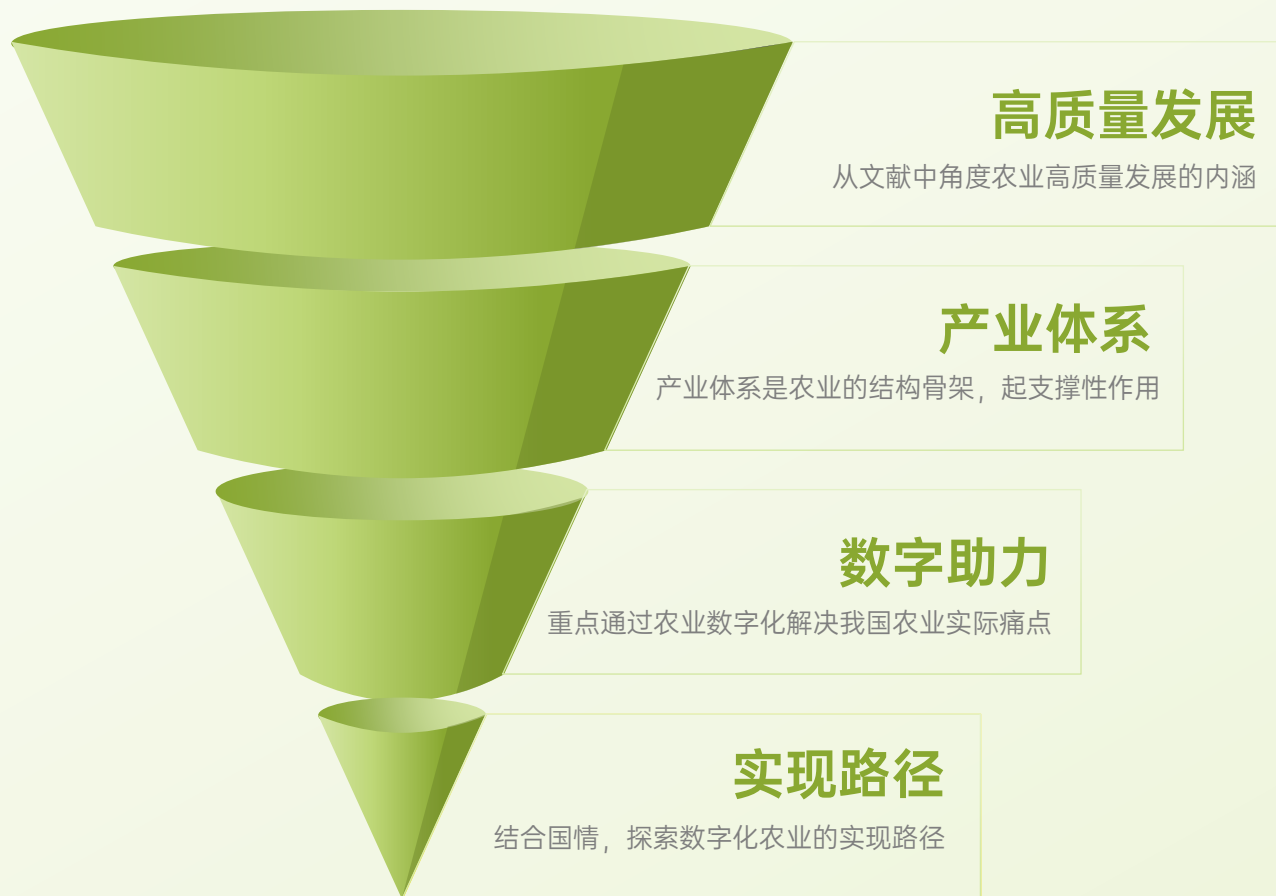 高质量发展
从文献中角度农业高质量发展的内涵
产业体系
产业体系是农业的结构骨架，起支撑性作用
数字助力
重点通过农业数字化解决我国农业实际痛点
实现路径
结合国情，探索数字化农业的实现路径